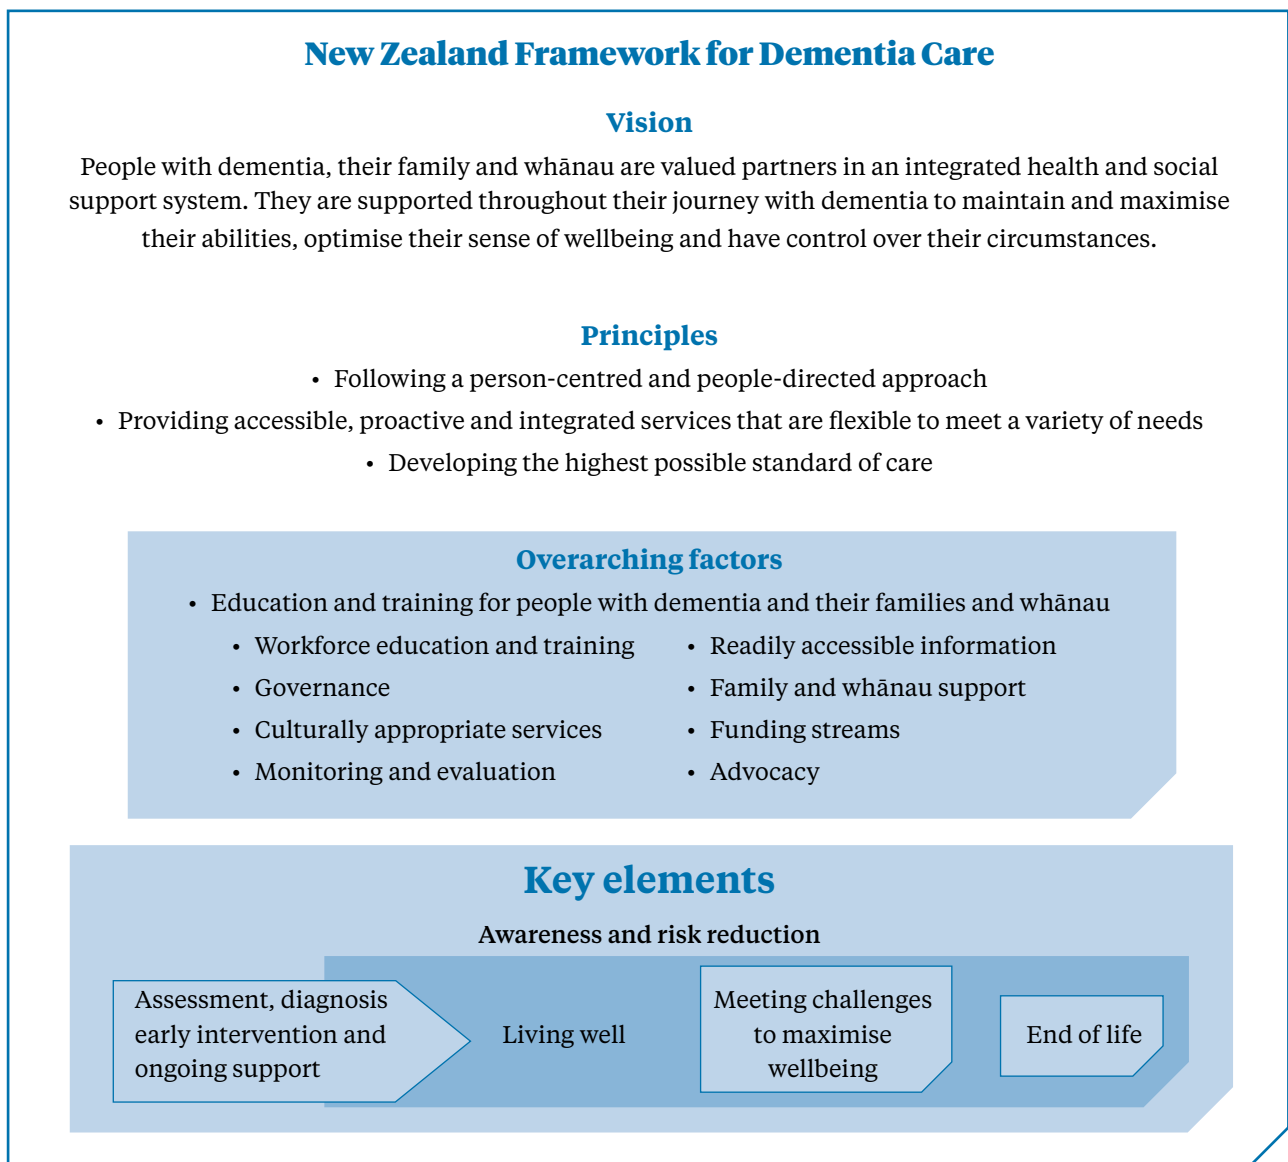 New Zealand Framework for Dementia Care
Vision
People with dementia, their family and whānau are valued partners in an integrated health and social
support system. They are supported throughout their journey with dementia to maintain and maximise
their abilities, optimise their sense of wellbeing and have control over their circumstances.
Principles
• Following a person-centred and people-directed approach
• Providing accessible, proactive and integrated services that are flexible to meet a variety of needs
• Developing the highest possible standard of care
Overarching factors
• Education and training for people with dementia and their families and whānau
• Workforce education and training
• Governance
• Culturally appropriate services
• Monitoring and evaluation
• Readily accessible information
• Family and whānau support
• Funding streams
• Advocacy
Key elements
Awareness and risk reduction
Assessment, diagnosis
early intervention and
ongoing support
Living well
Meeting challenges
to maximise
wellbeing
End of life